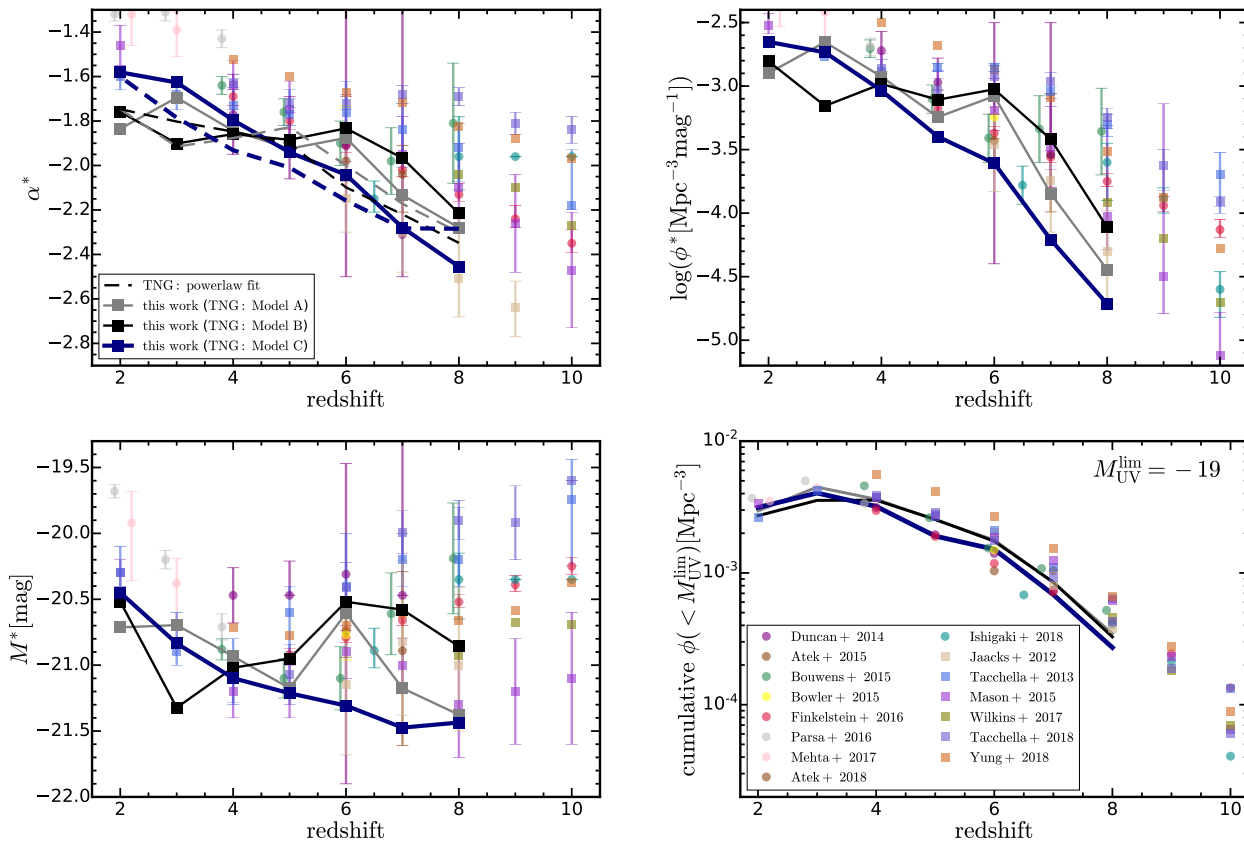 −1.4
−1.6
−1.8
−2.0
−2.2
−2.4
−2.6
−2.8
α*
TNG: powerlaw fit
this work (TNG: Model A)
this work (TNG: Model B)
this work (TNG: Model C)
2 4 6 8 10
redshift
−2.5
−3.0
−3.5
−4.0
−4.5
−5.0
log(ϕ*[Mpc⁻³mag⁻¹]
2 4 6 8 10
redshift
−19.5
−20.0
−20.5
−21.0
−21.5
−22.0
M*[mag]
2 4 6 8 10
redshift
10⁻²
10⁻³
10⁻⁴
cumulative ϕ(< M_UV^lim)[Mpc⁻³]
M_UV^lim = −19
Duncan+ 2014
Atek+ 2015
Bouwens+ 2015
Bowler+ 2015
Finkelstein+ 2016
Parsa+ 2016
Mehta+ 2017
Atek+ 2018
Ishigaki+ 2018
Jaacks+ 2012
Tacchella+ 2013
Mason+ 2015
Wilkins+ 2017
Tacchella+ 2018
Yung+ 2018
2 4 6 8 10
redshift